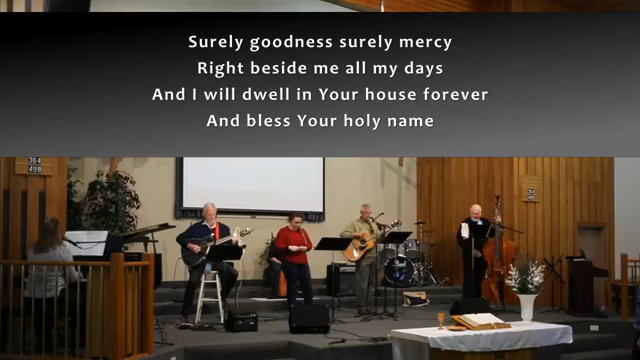 Surely goodness surely mercy
Right beside me all my days
And I will dwell in Your house forever
And bless Your holy name
364
498